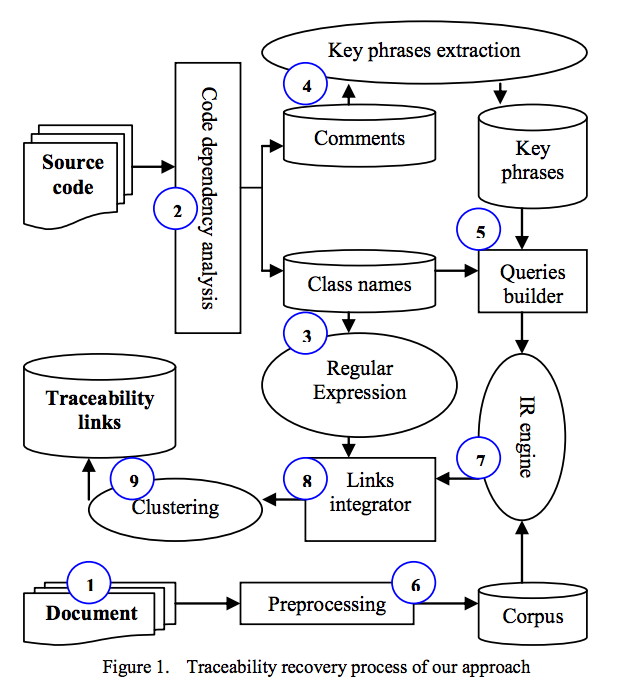 Key phrases extraction
4
Code dependency analysis
Comments
Key
phrases
Source
code
2
5
Class names
Queries
builder
3
Regular
Expression
Traceability
links
IR engine
9
8
7
Links
integrator
Clustering
1
6
Document
Preprocessing
Corpus
Figure 1. Traceability recovery process of our approach